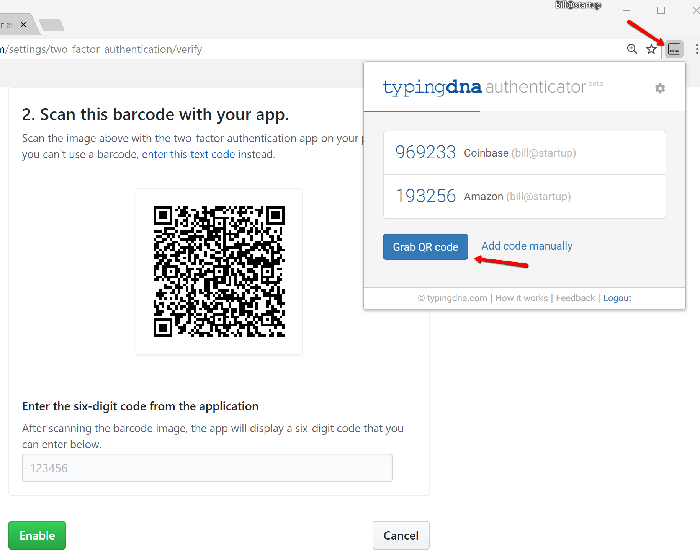 Bill@startup
/settings/two-factor-authentication/verify
typingdna authenticator beta
969233 Coinbase (bill@startup)
193256 Amazon (bill@startup)
Grab QR code Add code manually
© typingdna.com | How it works | Feedback | Logout
2. Scan this barcode with your app.
Scan the image above with the two-factor authentication app on your
you can't use a barcode, enter this text code instead.
Enter the six-digit code from the application
After scanning the barcode image, the app will display a six-digit code that you
can enter below.
123456
Enable Cancel